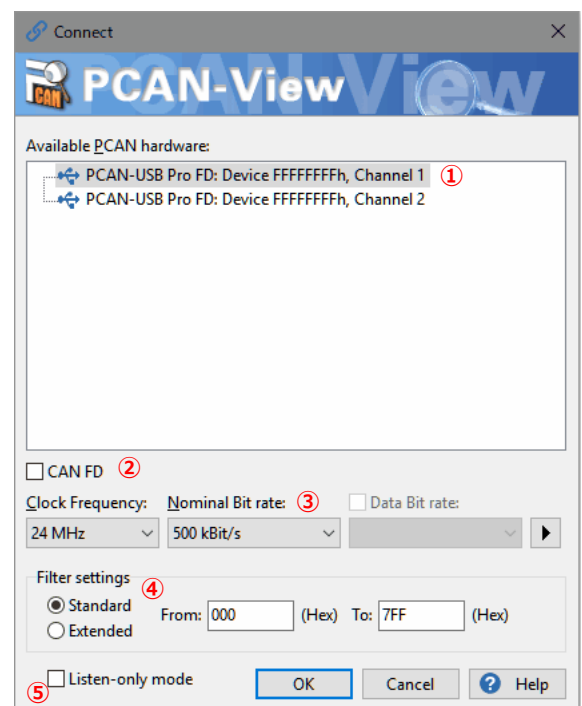 Connect
PCAN-View
Available PCAN hardware:
PCAN-USB Pro FD: Device FFFFFFFFh, Channel 1 ①
PCAN-USB Pro FD: Device FFFFFFFFh, Channel 2
CAN FD ②
Clock Frequency: Nominal Bit rate: ③ Data Bit rate:
24 MHz 500 kBit/s
Filter settings ④
Standard From: 000 (Hex) To: 7FF (Hex)
Extended
⑤ Listen-only mode OK Cancel Help